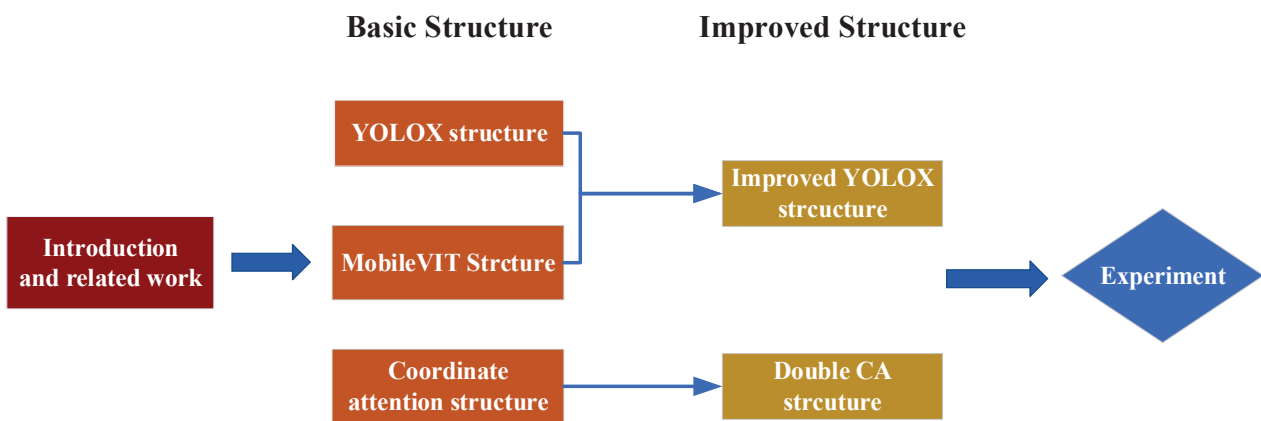 Basic Structure
Improved Structure
YOLOX structure
Improved YOLOX
strcucture
Introduction
and related work
MobileVIT Strcture
Experiment
Coordinate
attention structure
Double CA
strcuture